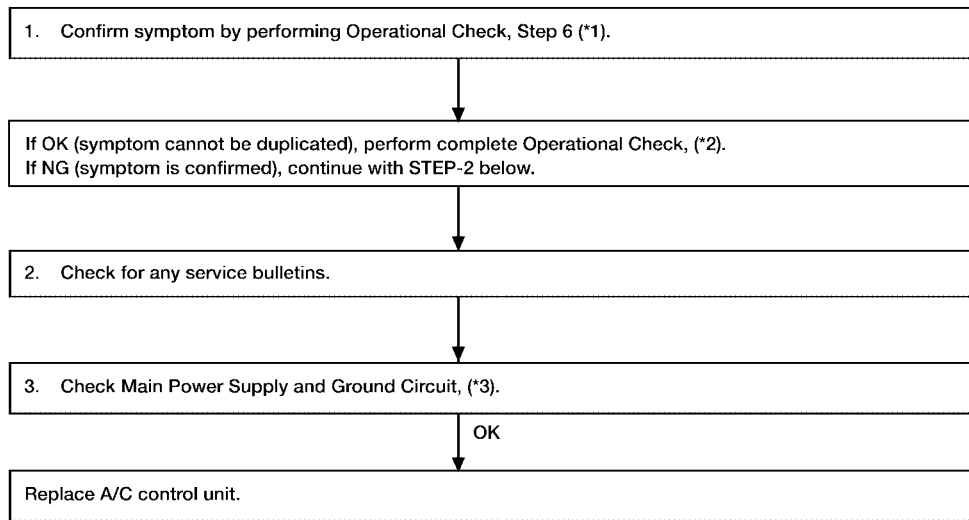 1. Confirm symptom by performing Operational Check, Step 6 (*1).
If OK (symptom cannot be duplicated), perform complete Operational Check, (*2).
If NG (symptom is confirmed), continue with STEP-2 below.
2. Check for any service bulletins.
3. Check Main Power Supply and Ground Circuit, (*3).
OK
Replace A/C control unit.